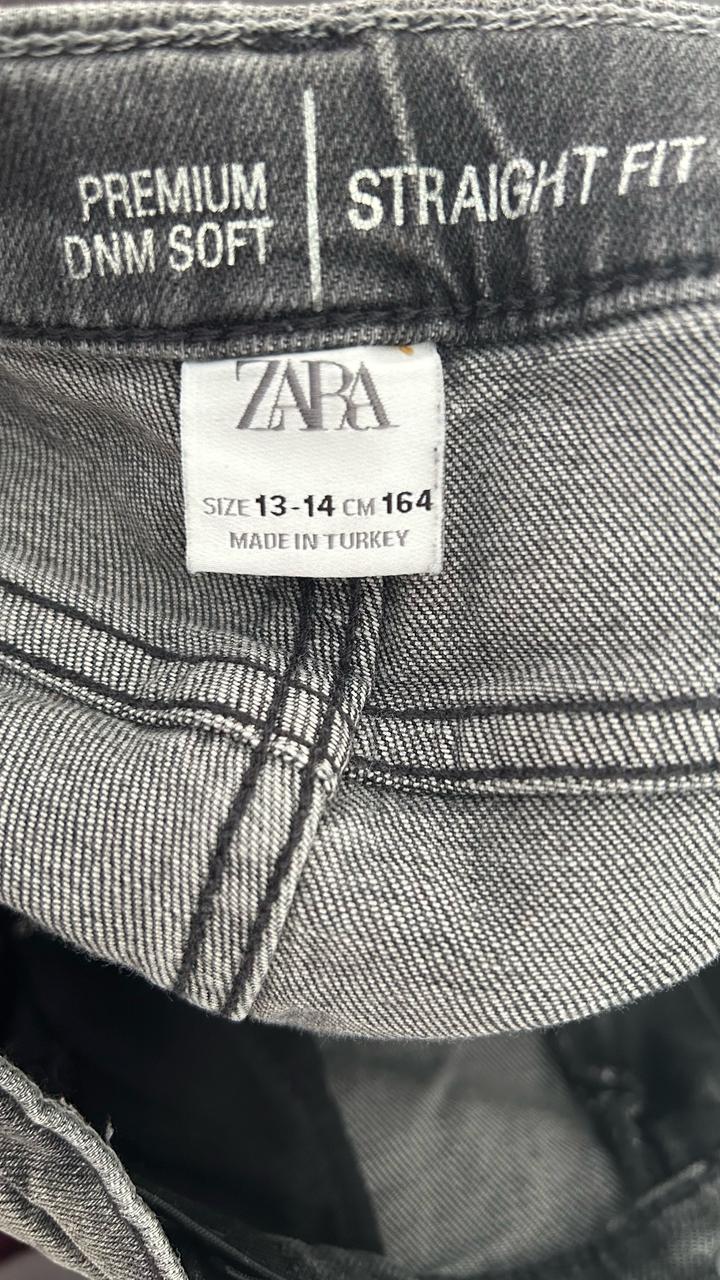 PREMIUM
DNM SOFT
STRAIGHT FIT
ZARA
SIZE 13-14 CM 164
MADE IN TURKEY